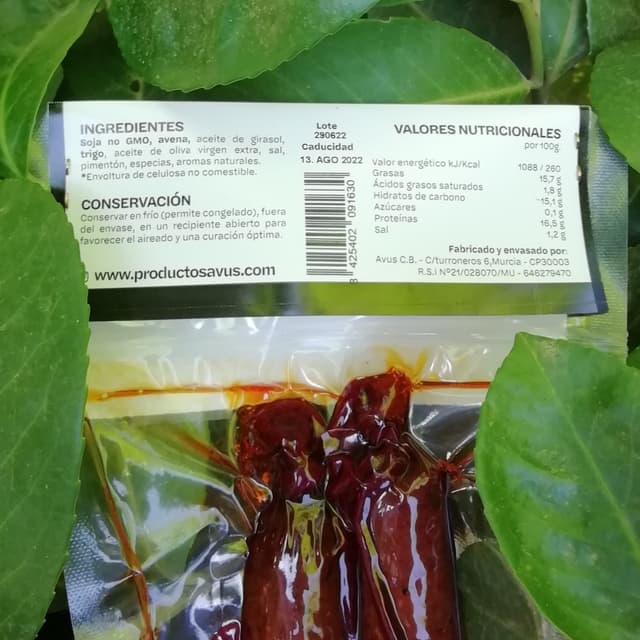 INGREDIENTES
Soja no GMO, avena, aceite de girasol,
trigo, aceite de oliva virgen extra, sal,
pimentón, especias, aromas naturales.
*Envoltura de celulosa no comestible.
CONSERVACIÓN
Conservar en frío (permite congelado), fuera
del envase, en un recipiente abierto para
favorecer el aireado y una curación óptima.
www.productosavus.com
Lote
290622
Caducidad
13. AGO 2022
8 425402 091630
VALORES NUTRICIONALES
por 100g.
Valor energético kJ/Kcal 1088 / 260
Grasas 15,7 g
Ácidos grasos saturados 1,8 g
Hidratos de carbono 15,1 g
Azúcares 0,1 g
Proteínas 16,5 g
Sal 1,2 g
Fabricado y envasado por:
Avus C.B. - C/turroneros 6,Murcia - CP30003
R.S.i Nº21/028070/MU - 646279470